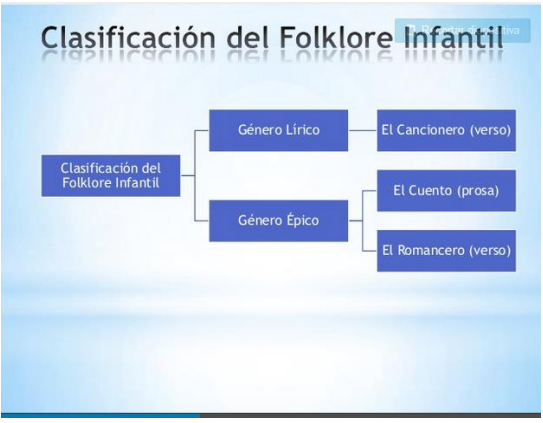 Clasificación del Folklore Infantil
Clasificación del
Folklore Infantil
Género Lírico
El Cancionero (verso)
Género Épico
El Cuento (prosa)
El Romancero (verso)